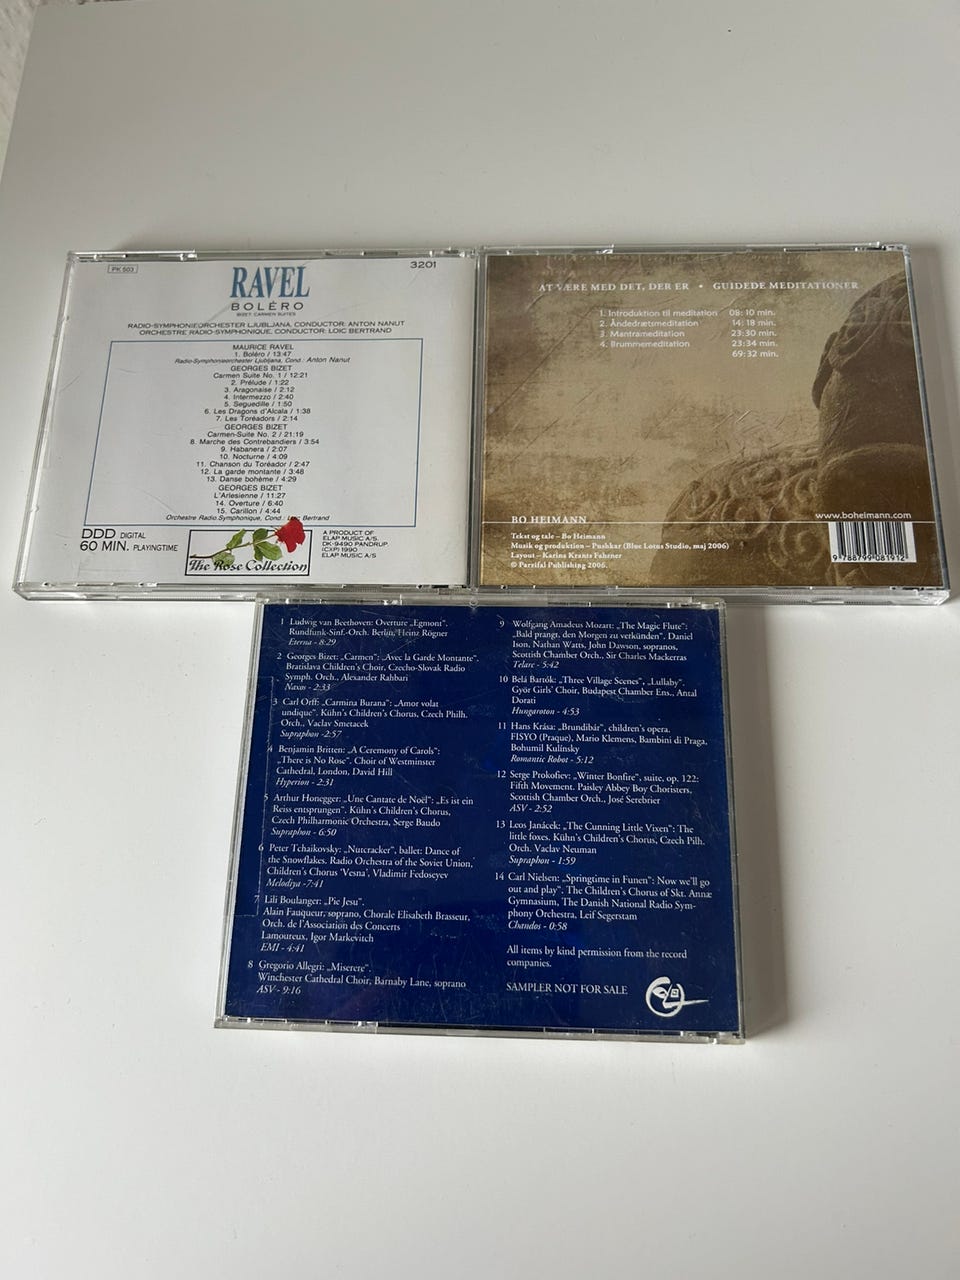 PK 503
3201
RAVEL
BOLÉRO
BIZET: CARMEN SUITES
RADIO-SYMPHONIEORCHESTER LJUBLJANA, CONDUCTOR: ANTON NANUT
ORCHESTRE RADIO-SYMPHONIQUE, CONDUCTOR: LOIC BERTRAND
MAURICE RAVEL
1. Boléro / 13:47
Radio-Symphonieorchester Ljubljana, Cond.: Anton Nanut
GEORGES BIZET
Carmen Suite No. 1 / 12:21
2. Prélude / 1:22
3. Aragonaise / 2:12
4. Intermezzo / 2:40
5. Seguedille / 1:50
6. Les Dragons d'Alcala / 1:38
7. Les Toréadors / 2:14
GEORGES BIZET
Carmen-Suite No. 2 / 21:19
8. Marche des Contrebandiers / 3:54
9. Habanera / 2:07
10. Nocturne / 4:09
11. Chanson du Toréador / 2:47
12. La garde montante / 3:48
13. Danse bohème / 4:29
GEORGES BIZET
L'Arlesienne / 11:27
14. Overture / 6:40
15. Carillon / 4:44
Orchestre Radio Symphonique, Cond.: Loic Bertrand
DDD DIGITAL
60 MIN. PLAYINGTIME
The Rose Collection
A PRODUCT OF
ELAP MUSIC A/S.
DK-9490 PANDRUP
(C)(P) 1990
ELAP MUSIC A/S
AT VÆRE MED DET, DER ER • GUIDEDE MEDITATIONER
1. Introduktion til meditation 08: 10 min.
2. Åndedrætsmeditation 14: 18 min.
3. Mantrameditation 23:30 min.
4. Brummemeditation 23:34 min.
69:32 min.
BO HEIMANN
www.boheimann.com
Tekst og tale – Bo Heimann
Musik og produktion – Pushkar (Blue Lotus Studio, maj 2006)
Layout – Karina Krantz Fahrner
© Parzifal Publishing 2006.
9 788799 081912
1 Ludwig van Beethoven: Overture „Egmont".
Rundfunk-Sinf.-Orch. Berlin, Heinz Rögner
Eterna - 8:29
2 Georges Bizet: „Carmen": „Avec la Garde Montante".
Bratislava Children's Choir, Czecho-Slovak Radio
Symph. Orch., Alexander Rahbari
Naxos - 2:33
3 Carl Orff: „Carmina Burana": „Amor volat
undique". Kühn's Children's Chorus, Czech Philh.
Orch., Vaclav Smetacek
Supraphon -2:57
4 Benjamin Britten: „A Ceremony of Carols":
„There is No Rose". Choir of Westminster
Cathedral, London, David Hill
Hyperion - 2:31
5 Arthur Honegger: „Une Cantate de Noël": „Es ist ein
Reiss entsprungen". Kühn's Children's Chorus,
Czech Philharmonic Orchestra, Serge Baudo
Supraphon - 6:50
6 Peter Tchaikovsky: „Nutcracker", ballet: Dance of
the Snowflakes. Radio Orchestra of the Soviet Union,
Children's Chorus 'Vesna', Vladimir Fedoseyev
Melodiya -7:41
7 Lili Boulanger: „Pie Jesu".
Alain Fauqueur, soprano, Chorale Elisabeth Brasseur,
Orch. de l'Association des Concerts
Lamoureux, Igor Markevitch
EMI - 4:41
8 Gregorio Allegri: „Miserere".
Winchester Cathedral Choir, Barnaby Lane, soprano
ASV - 9:16
9 Wolfgang Amadeus Mozart: „The Magic Flute":
„Bald prangt, den Morgen zu verkünden". Daniel
Ison, Nathan Watts, John Dawson, sopranos,
Scottish Chamber Orch., Sir Charles Mackerras
Telarc - 5:42
10 Belá Bartók: „Three Village Scenes", „Lullaby".
Györ Girls' Choir, Budapest Chamber Ens., Antal
Dorati
Hungaroton - 4:53
11 Hans Krása: „Brundibár", children's opera.
FISYO (Praque), Mario Klemens, Bambini di Praga,
Bohumil Kulínsky
Romantic Robot - 5:12
12 Serge Prokofiev: „Winter Bonfire", suite, op. 122:
Fifth Movement. Paisley Abbey Boy Choristers,
Scottish Chamber Orch., José Serebrier
ASV - 2:52
13 Leos Janácek: „The Cunning Little Vixen": The
little foxes. Kühn's Children's Chorus, Czech Pilh.
Orch. Vaclav Neuman
Supraphon - 1:59
14 Carl Nielsen: „Springtime in Funen": Now we'll go
out and play". The Children's Chorus of Skt. Annæ
Gymnasium, The Danish National Radio Sym-
phony Orchestra, Leif Segerstam
Chandos - 0:58
All items by kind permission from the record
companies.
SAMPLER NOT FOR SALE